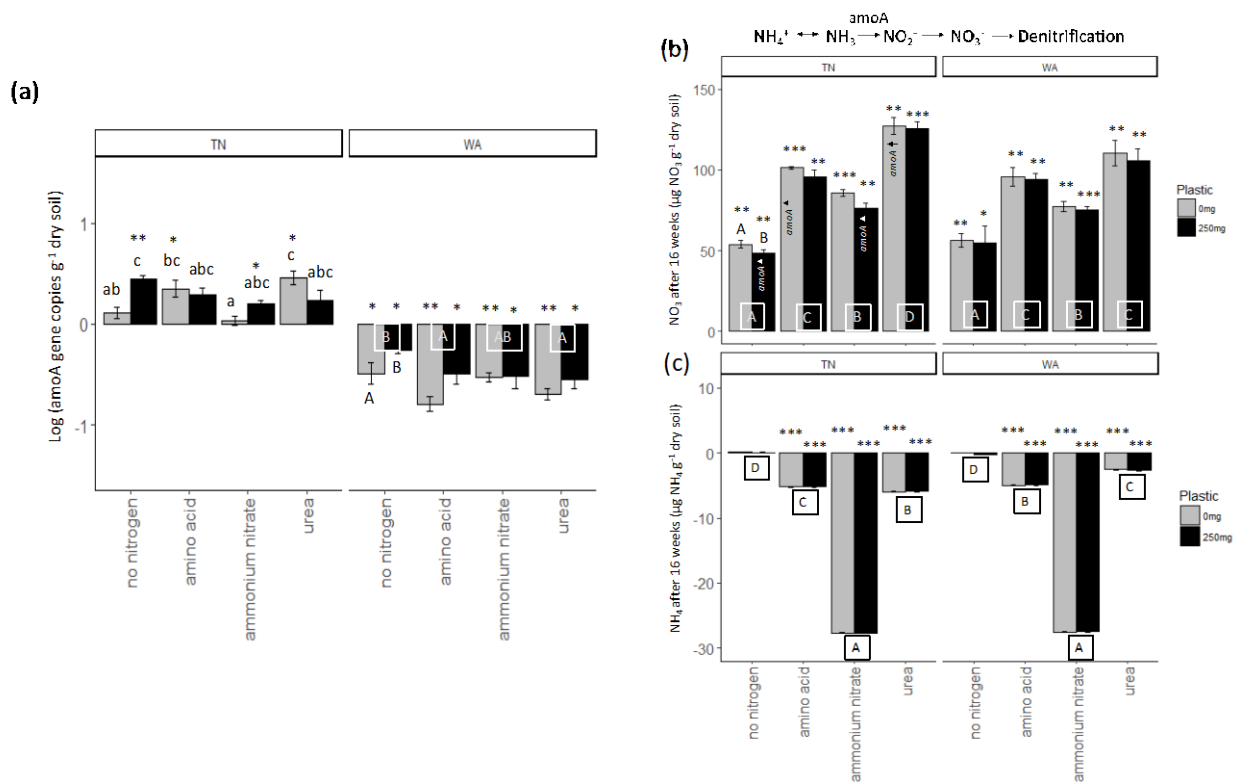 (a)
TN
WA
Log (amoA gene copies g⁻¹ dry soil)
1
0
-1
ab
**
c
*
bc
abc
a
*
abc
*
c
abc
* * ** * ** * ** *
B A AB A
A
B
no nitrogen
amino acid
ammonium nitrate
urea
no nitrogen
amino acid
ammonium nitrate
urea
(b)
amoA
NH₄⁺ ↔ NH₃ → NO₂⁻ → NO₃⁻ → Denitrification
TN
WA
NO₃ after 16 weeks (µg NO₃ g⁻¹ dry soil)
150
100
50
0
** ** *** ** *** ** ** ***
A B
amoA
amoA
amoA
amoA
A C B D
** * ** ** ** *** ** **
A C B C
Plastic
0mg
250mg
(c)
TN
WA
NH₄ after 16 weeks (µg NH₄ g⁻¹ dry soil)
10
0
-10
-20
-30
*** *** *** *** *** ***
D C A B
*** *** *** *** *** ***
D B A C
no nitrogen
amino acid
ammonium nitrate
urea
no nitrogen
amino acid
ammonium nitrate
urea
Plastic
0mg
250mg